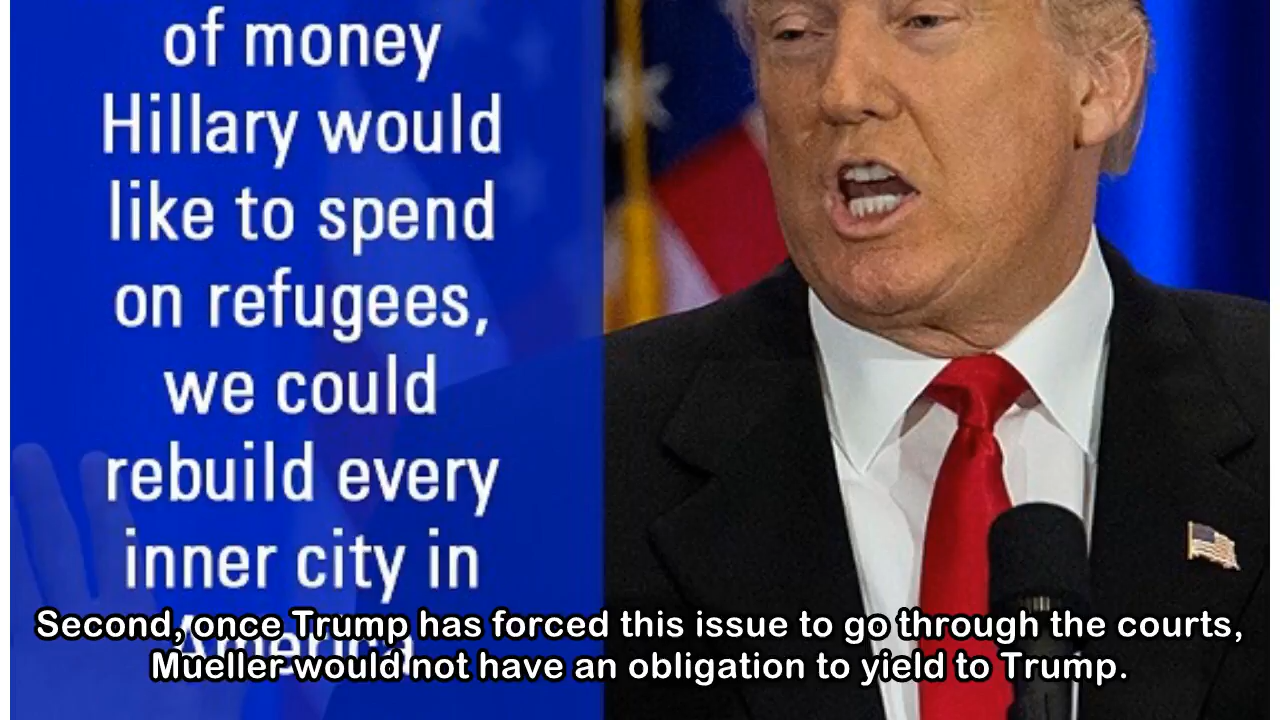 of money
Hillary would
like to spend
on refugees,
we could
rebuild every
inner city in
America
Second, once Trump has forced this issue to go through the courts,
Mueller would not have an obligation to yield to Trump.